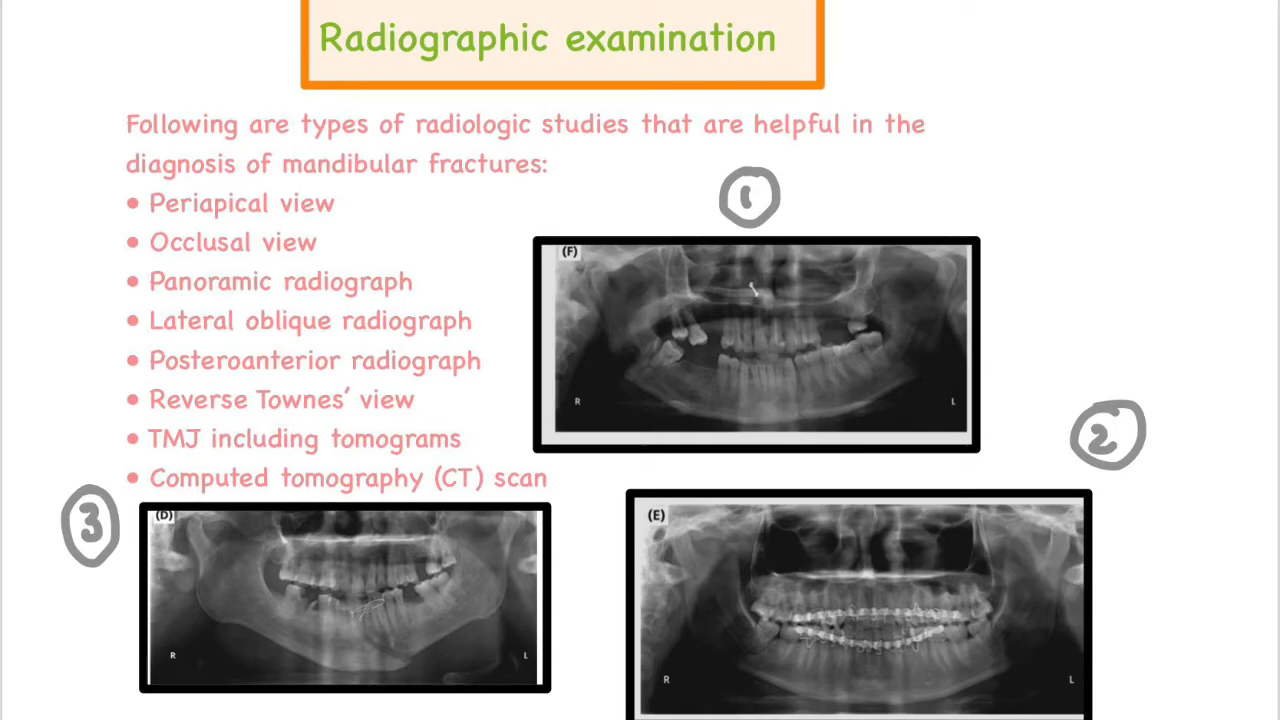 Radiographic examination
Following are types of radiologic studies that are helpful in the
diagnosis of mandibular fractures:
• Periapical view
• Occlusal view
• Panoramic radiograph
• Lateral oblique radiograph
• Posteroanterior radiograph
• Reverse Townes’ view
• TMJ including tomograms
• Computed tomography (CT) scan
1
(F)
R L
2
(E)
R L
3
(D)
R L